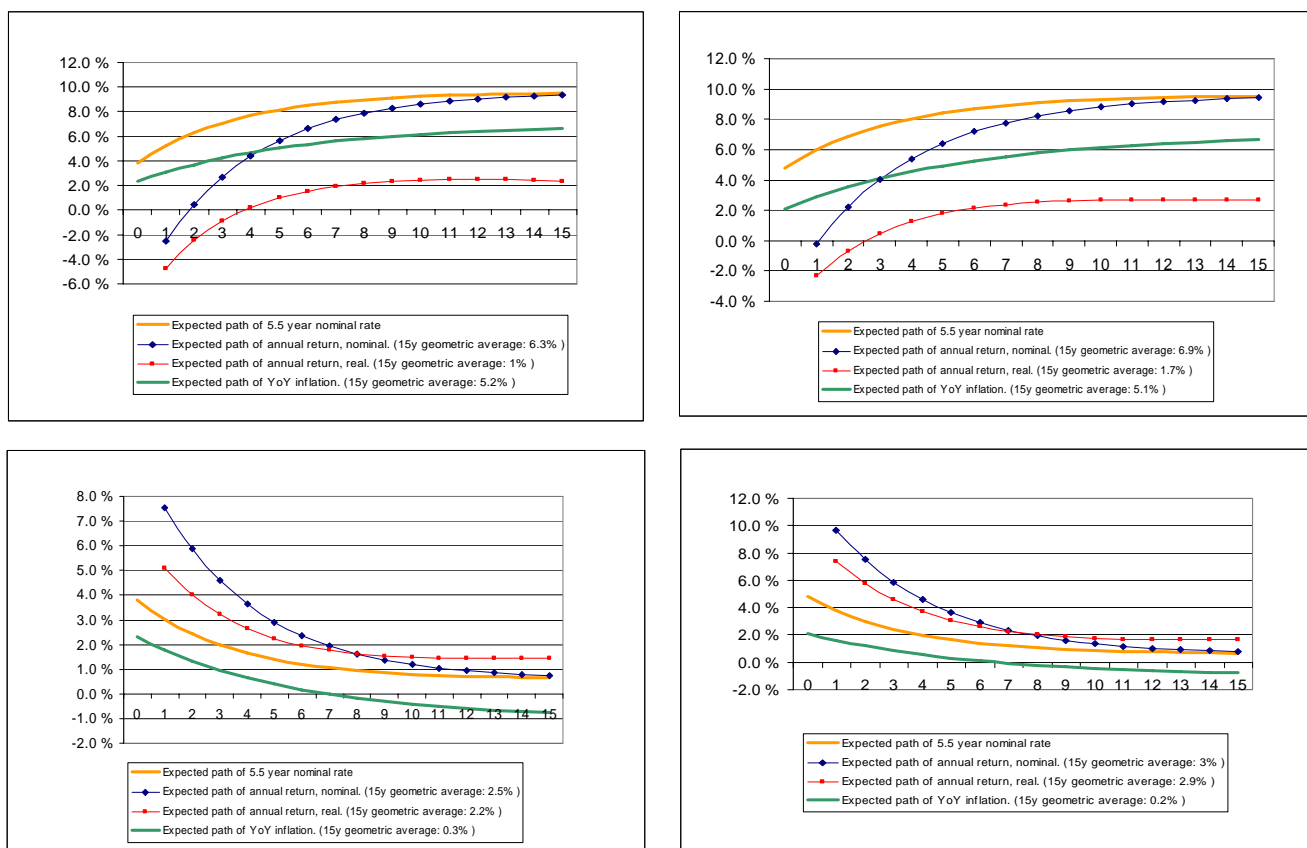 12.0 %
10.0 %
8.0 %
6.0 %
4.0 %
2.0 %
0.0 %
-2.0 %
-4.0 %
-6.0 %
0 1 2 3 4 5 6 7 8 9 10 11 12 13 14 15
Expected path of 5.5 year nominal rate
Expected path of annual return, nominal. (15y geometric average: 6.3% )
Expected path of annual return, real. (15y geometric average: 1% )
Expected path of YoY inflation. (15y geometric average: 5.2% )
12.0 %
10.0 %
8.0 %
6.0 %
4.0 %
2.0 %
0.0 %
-2.0 %
-4.0 %
0 1 2 3 4 5 6 7 8 9 10 11 12 13 14 15
Expected path of 5.5 year nominal rate
Expected path of annual return, nominal. (15y geometric average: 6.9% )
Expected path of annual return, real. (15y geometric average: 1.7% )
Expected path of YoY inflation. (15y geometric average: 5.1% )
8.0 %
7.0 %
6.0 %
5.0 %
4.0 %
3.0 %
2.0 %
1.0 %
0.0 %
-1.0 %
-2.0 %
0 1 2 3 4 5 6 7 8 9 10 11 12 13 14 15
Expected path of 5.5 year nominal rate
Expected path of annual return, nominal. (15y geometric average: 2.5% )
Expected path of annual return, real. (15y geometric average: 2.2% )
Expected path of YoY inflation. (15y geometric average: 0.3% )
12.0 %
10.0 %
8.0 %
6.0 %
4.0 %
2.0 %
0.0 %
-2.0 %
0 1 2 3 4 5 6 7 8 9 10 11 12 13 14 15
Expected path of 5.5 year nominal rate
Expected path of annual return, nominal. (15y geometric average: 3% )
Expected path of annual return, real. (15y geometric average: 2.9% )
Expected path of YoY inflation. (15y geometric average: 0.2% )